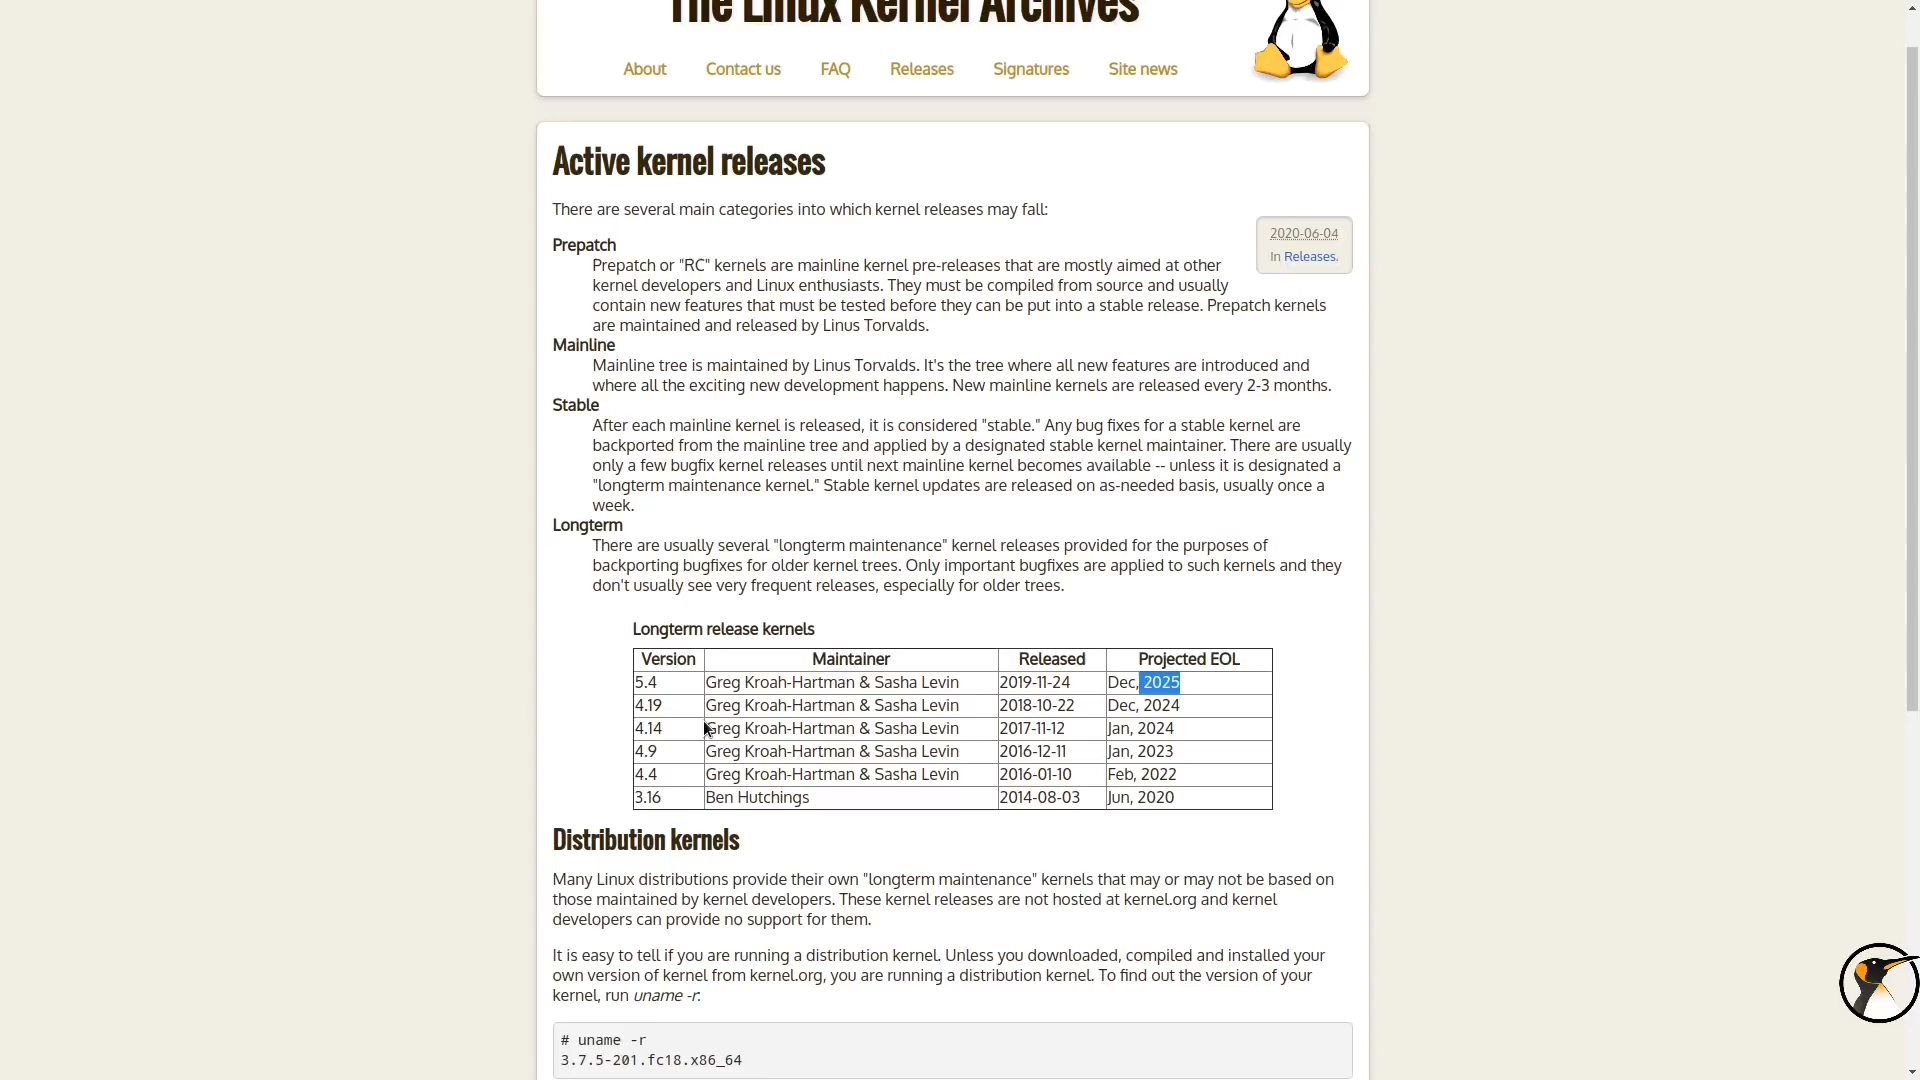 The Linux Kernel Archives
About Contact us FAQ Releases Signatures Site news
Active kernel releases
There are several main categories into which kernel releases may fall:
2020-06-04
In Releases.
Prepatch
Prepatch or "RC" kernels are mainline kernel pre-releases that are mostly aimed at other
kernel developers and Linux enthusiasts. They must be compiled from source and usually
contain new features that must be tested before they can be put into a stable release. Prepatch kernels
are maintained and released by Linus Torvalds.
Mainline
Mainline tree is maintained by Linus Torvalds. It's the tree where all new features are introduced and
where all the exciting new development happens. New mainline kernels are released every 2-3 months.
Stable
After each mainline kernel is released, it is considered "stable." Any bug fixes for a stable kernel are
backported from the mainline tree and applied by a designated stable kernel maintainer. There are usually
only a few bugfix kernel releases until next mainline kernel becomes available -- unless it is designated a
"longterm maintenance kernel." Stable kernel updates are released on as-needed basis, usually once a
week.
Longterm
There are usually several "longterm maintenance" kernel releases provided for the purposes of
backporting bugfixes for older kernel trees. Only important bugfixes are applied to such kernels and they
don't usually see very frequent releases, especially for older trees.
Longterm release kernels
Version Maintainer Released Projected EOL
5.4 Greg Kroah-Hartman & Sasha Levin 2019-11-24 Dec, 2025
4.19 Greg Kroah-Hartman & Sasha Levin 2018-10-22 Dec, 2024
4.14 Greg Kroah-Hartman & Sasha Levin 2017-11-12 Jan, 2024
4.9 Greg Kroah-Hartman & Sasha Levin 2016-12-11 Jan, 2023
4.4 Greg Kroah-Hartman & Sasha Levin 2016-01-10 Feb, 2022
3.16 Ben Hutchings 2014-08-03 Jun, 2020
Distribution kernels
Many Linux distributions provide their own "longterm maintenance" kernels that may or may not be based on
those maintained by kernel developers. These kernel releases are not hosted at kernel.org and kernel
developers can provide no support for them.
It is easy to tell if you are running a distribution kernel. Unless you downloaded, compiled and installed your
own version of kernel from kernel.org, you are running a distribution kernel. To find out the version of your
kernel, run uname -r:
# uname -r
3.7.5-201.fc18.x86_64